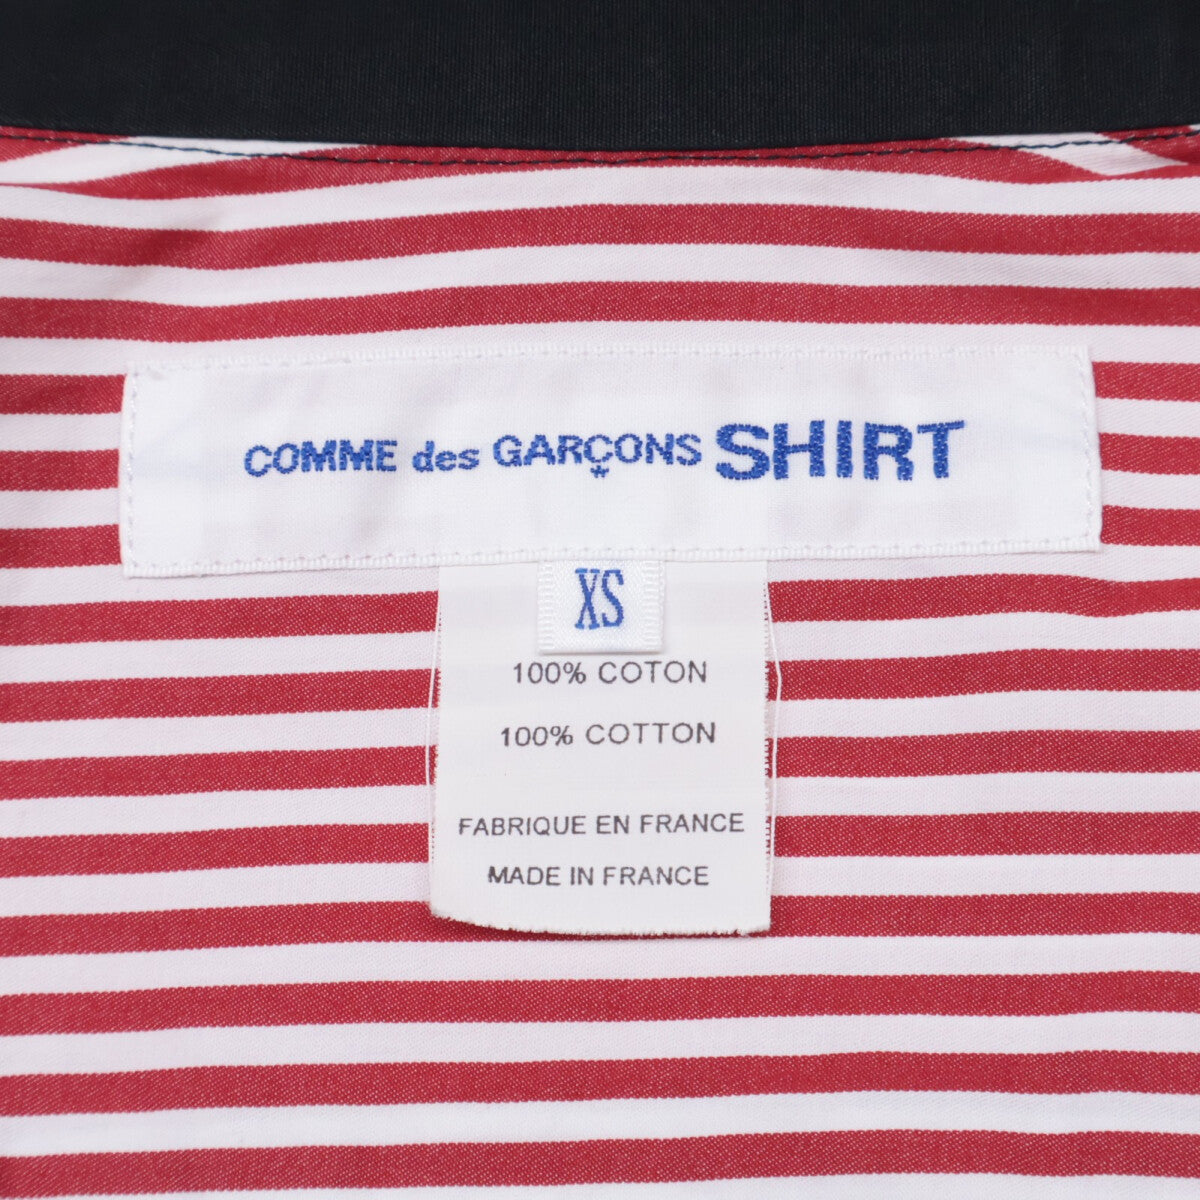 COMME des GARÇONS SHIRT
XS
100% COTON
100% COTTON
FABRIQUE EN FRANCE
MADE IN FRANCE